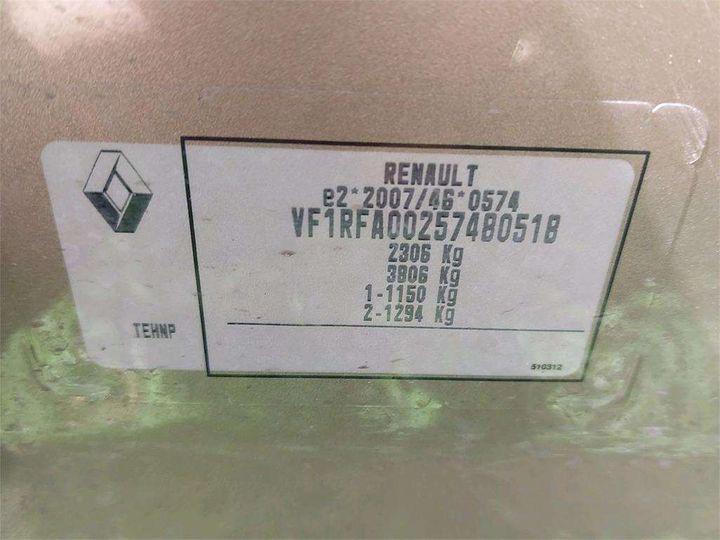 RENAULT
e2*2007/46*0574
VF1RFA00257480518
2306 Kg
3806 Kg
1-1150 Kg
2-1294 Kg
TEHNP
510312